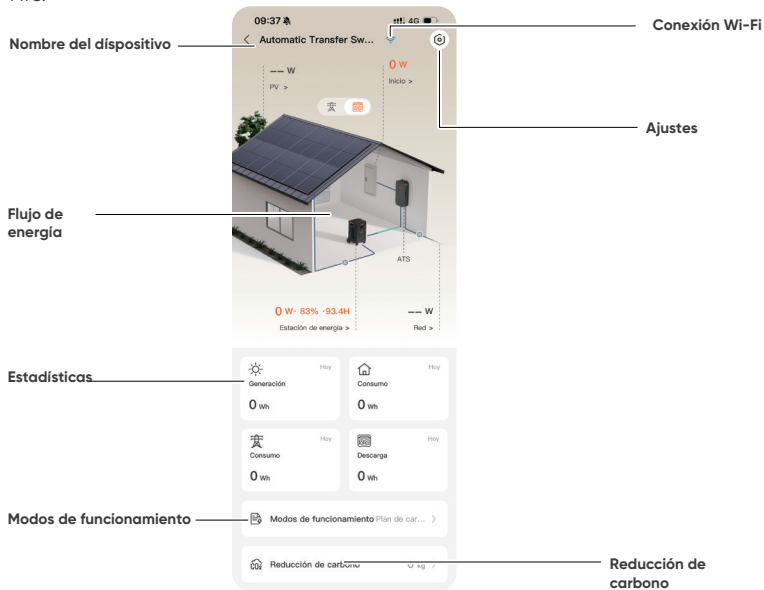 09:37
4G
Conexión Wi-Fi
Nombre del díspositivo
Automatic Transfer Sw...
-- W
PV >
0 W
Inicio >
Ajustes
Flujo de
energía
ATS
0 W· 83% ·93.4H
Estación de energía >
-- W
Red >
Estadísticas
Hoy
Generación
0 Wh
Hoy
Consumo
0 Wh
Hoy
Consumo
0 Wh
Hoy
Descarga
0 Wh
Modos de funcionamiento
Modos de funcionamiento Plan de car... >
CO₂
Reducción de carbono 0 kg >
Reducción de
carbono